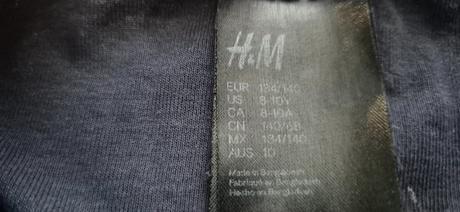 H&M
EUR 134/140
US 8-10Y
CA 8-10A
CN 140/68
MX 134/140
AUS 10
Made in Bangladesh
Fabriqué en Bangladesh
Hecho en Bangladesh